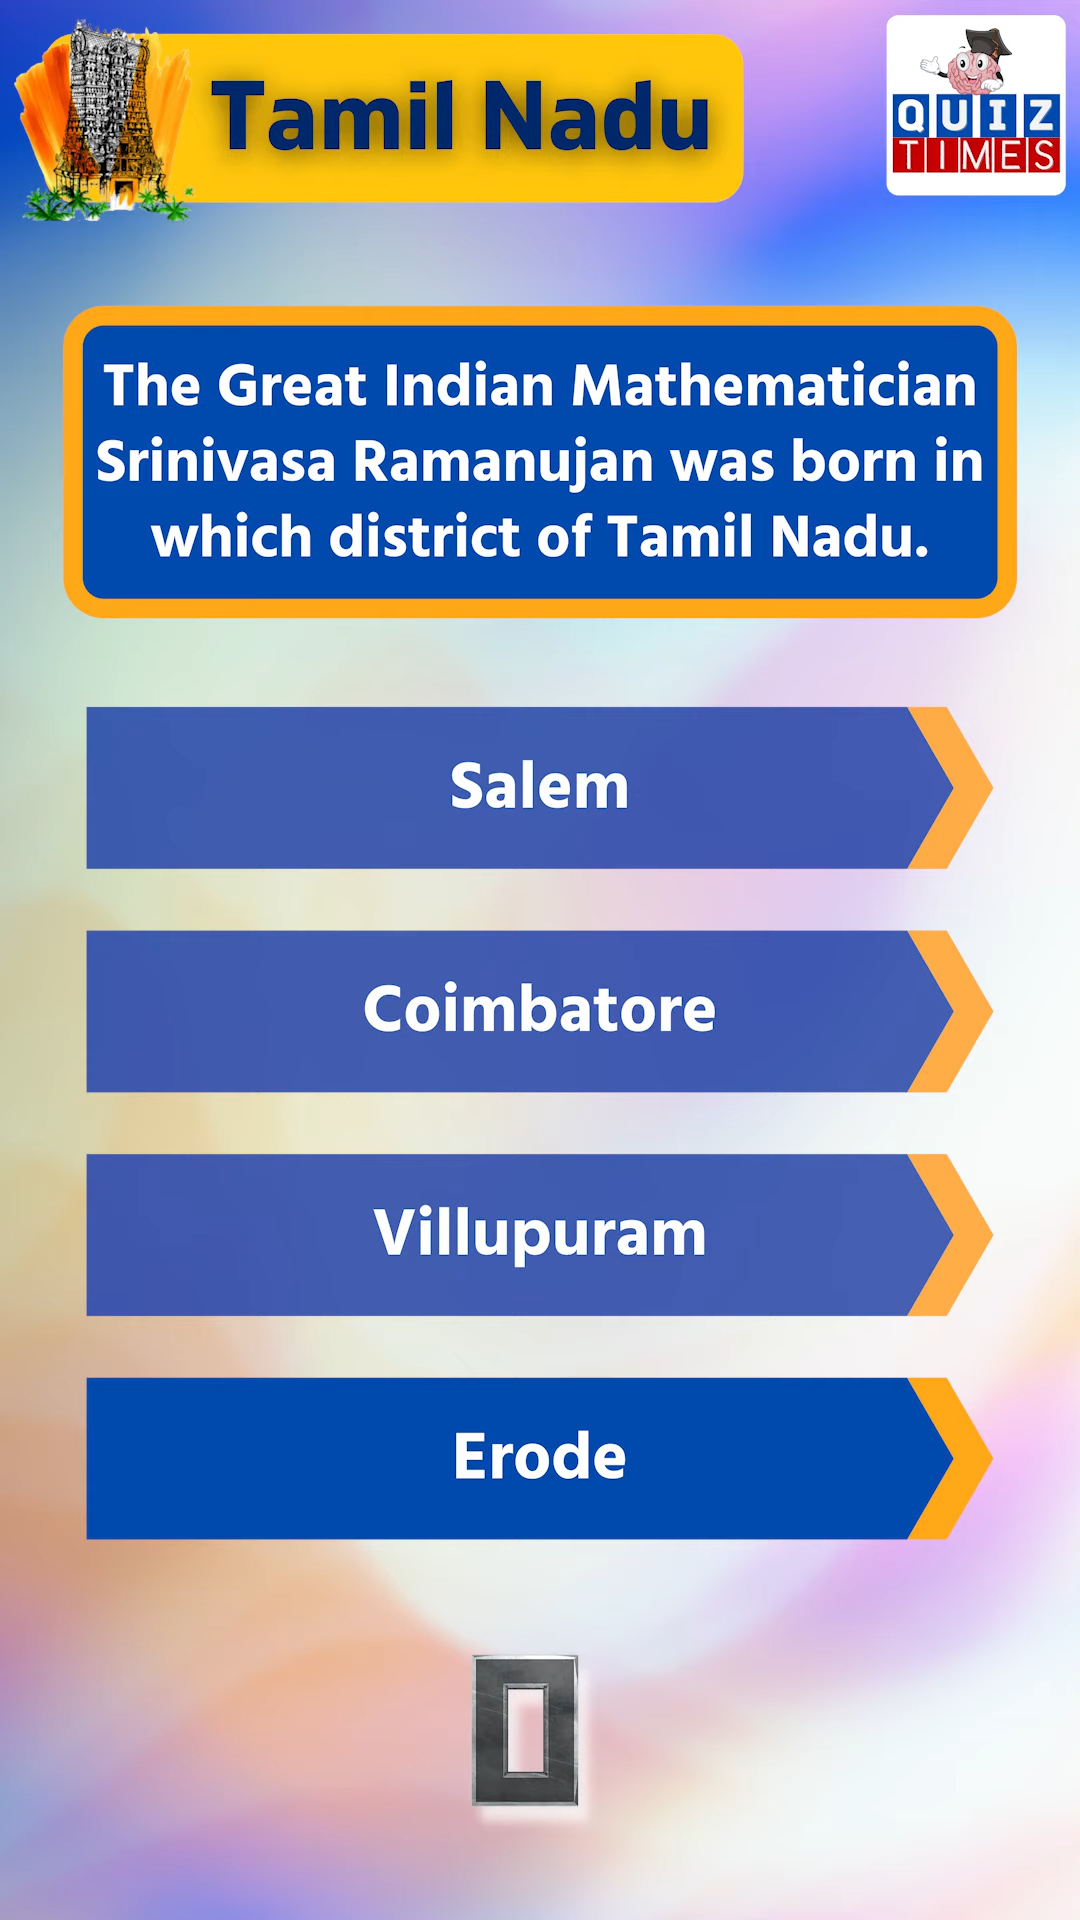 Tamil Nadu
QUIZ
TIMES
The Great Indian Mathematician
Srinivasa Ramanujan was born in
which district of Tamil Nadu.
Salem
Coimbatore
Villupuram
Erode
0